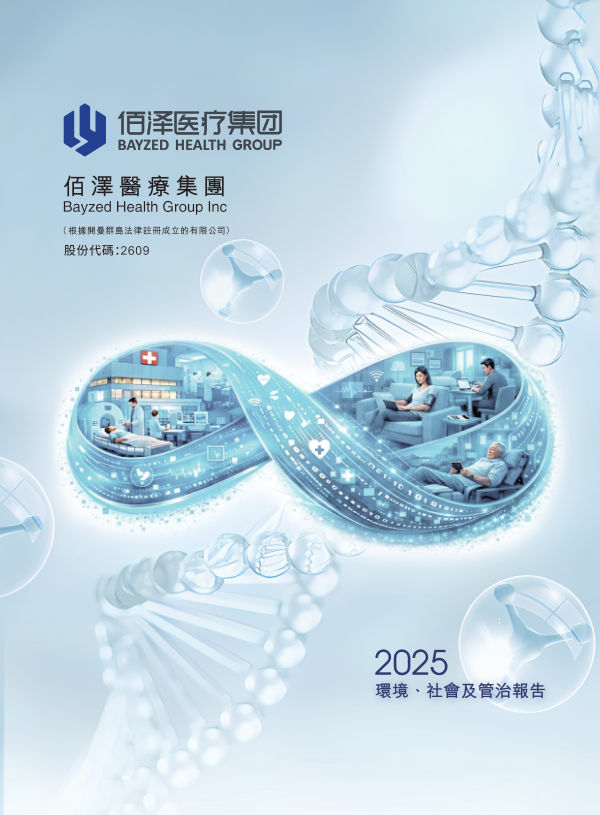 佰泽医疗集团
BAYZED HEALTH GROUP
佰澤醫療集團
Bayzed Health Group Inc
（根據開曼群島法律註冊成立的有限公司）
股份代碼：2609
2025
環境、社會及管治報告